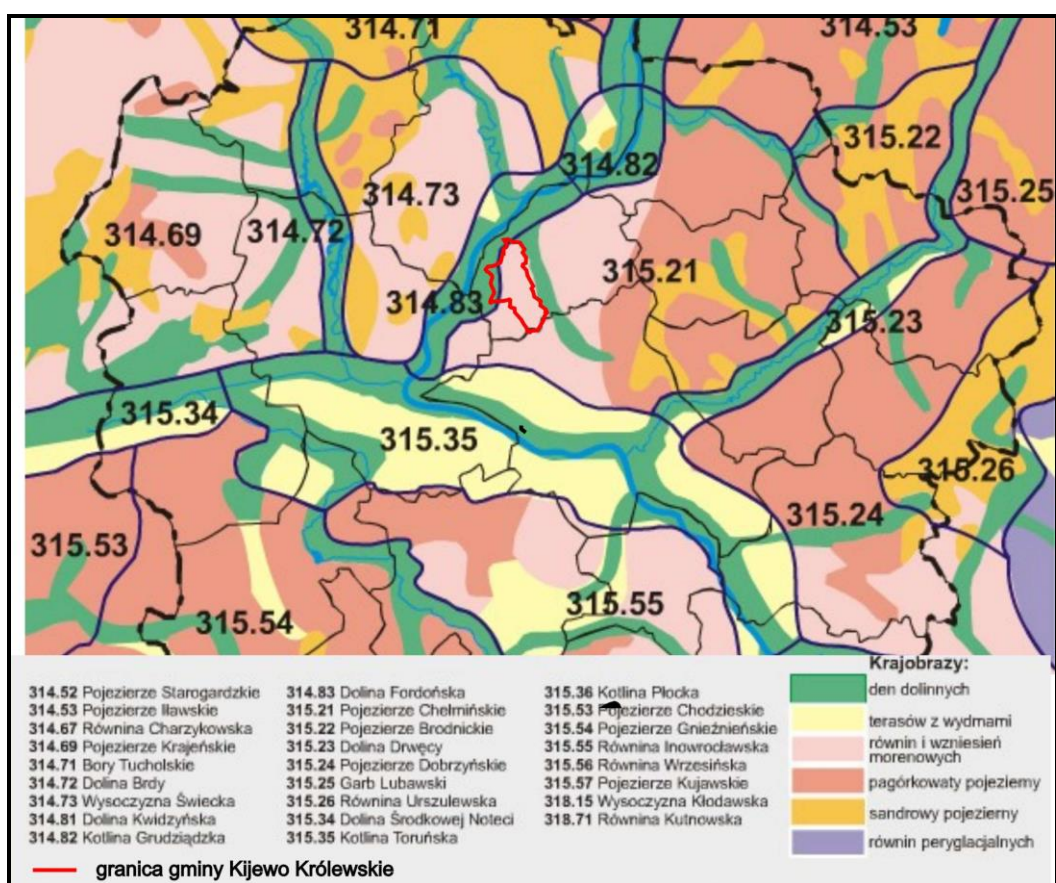 314.71
314.53
315.22
314.82
315.25
314.73
314.69
314.72
315.21
314.83
315.23
315.34
315.35
315.26
315.24
315.53
315.55
315.54
314.52 Pojezierze Starogardzkie
314.53 Pojezierze Iławskie
314.67 Równina Charzykowska
314.69 Pojezierze Krajeńskie
314.71 Bory Tucholskie
314.72 Dolina Brdy
314.73 Wysoczyzna Świecka
314.81 Dolina Kwidzyńska
314.82 Kotlina Grudziądzka
314.83 Dolina Fordońska
315.21 Pojezierze Chełmińskie
315.22 Pojezierze Brodnickie
315.23 Dolina Drwęcy
315.24 Pojezierze Dobrzyńskie
315.25 Garb Lubawski
315.26 Równina Urszulewska
315.34 Dolina Środkowej Noteci
315.35 Kotlina Toruńska
315.36 Kotlina Płocka
315.53 Pojezierze Chodzieskie
315.54 Pojezierze Gnieźnieńskie
315.55 Równina Inowrocławska
315.56 Równina Wrzesińska
315.57 Pojezierze Kujawskie
318.15 Wysoczyzna Kłodawska
318.71 Równina Kutnowska
Krajobrazy:
den dolinnych
terasów z wydmami
równin i wzniesień
morenowych
pagórkowaty pojezierny
sandrowy pojezierny
równin peryglacjalnych
granica gminy Kijewo Królewskie